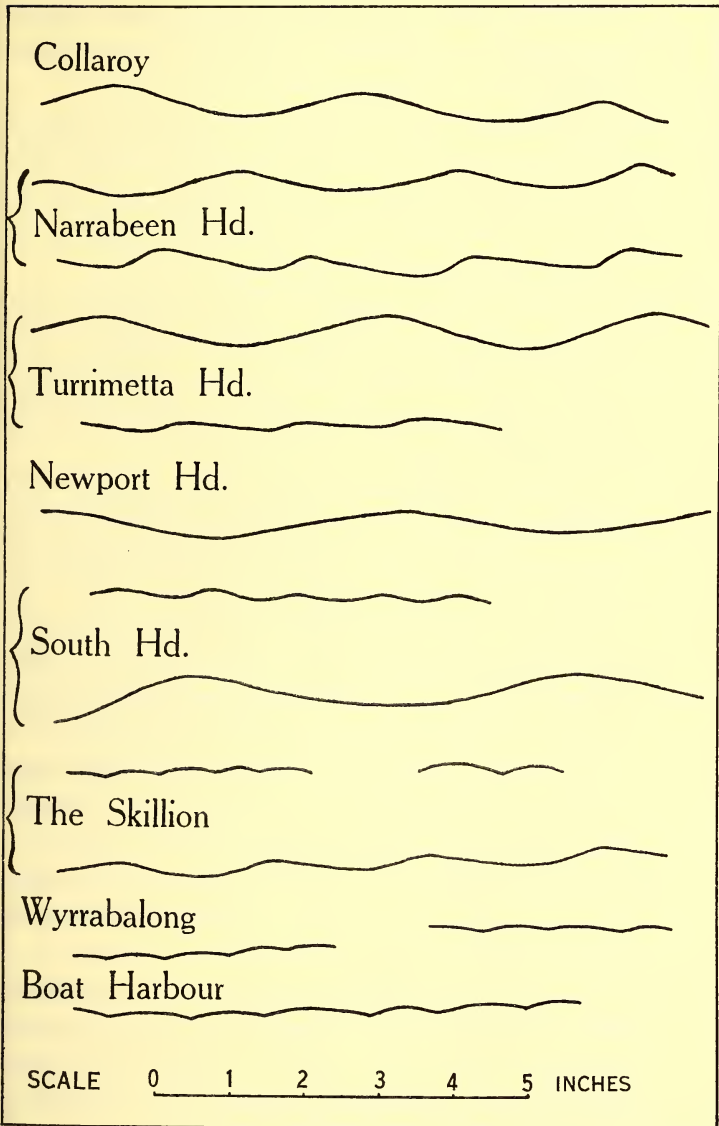 Collaroy
Narrabeen Hd.
Turrimetta Hd.
Newport Hd.
South Hd.
The Skillion
Wyrrabalong
Boat Harbour
SCALE 0 1 2 3 4 5 INCHES